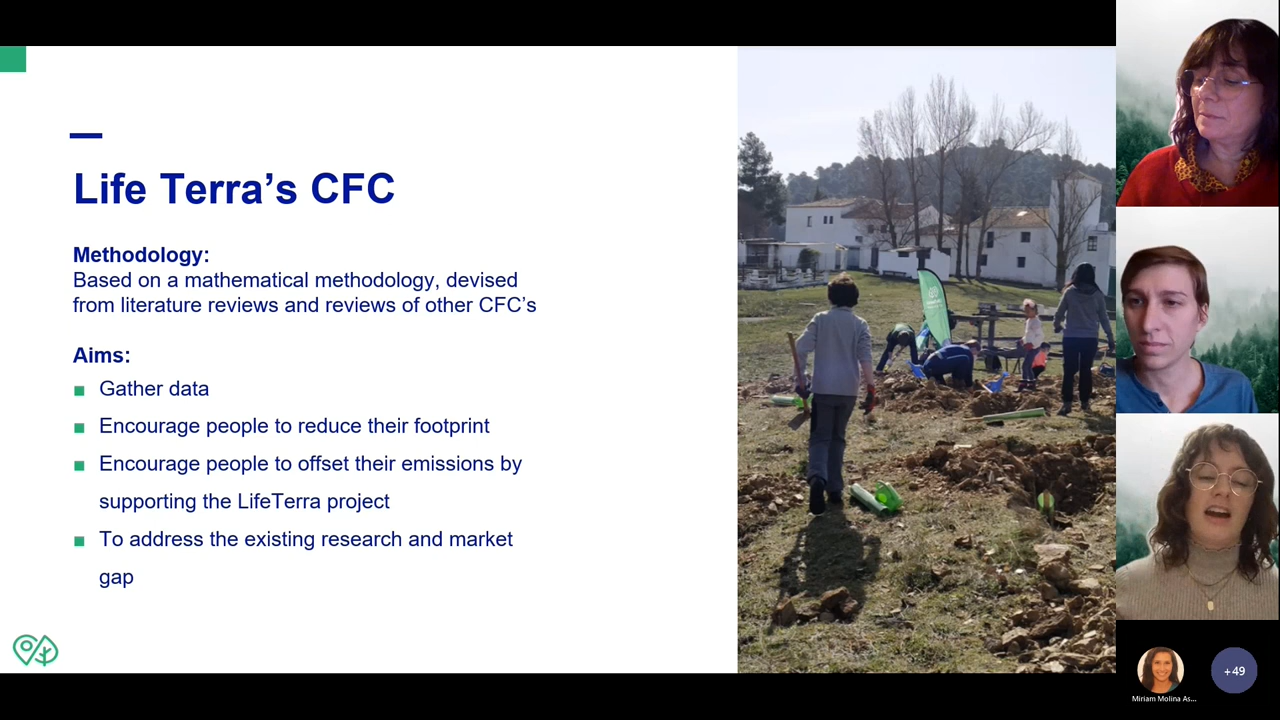 Life Terra’s CFC
Methodology:
Based on a mathematical methodology, devised
from literature reviews and reviews of other CFC’s
Aims:
Gather data
Encourage people to reduce their footprint
Encourage people to offset their emissions by
supporting the LifeTerra project
To address the existing research and market
gap
Miriam Molina As...
+49